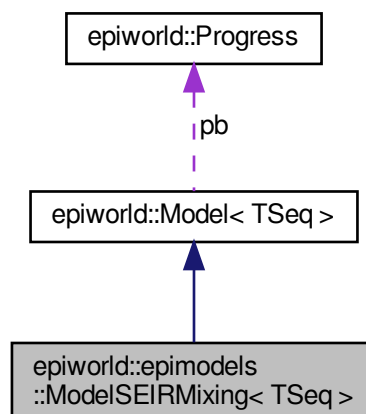 epiworld::Progress
pb
epiworld::Model< TSeq >
epiworld::epimodels
::ModelSEIRMixing< TSeq >